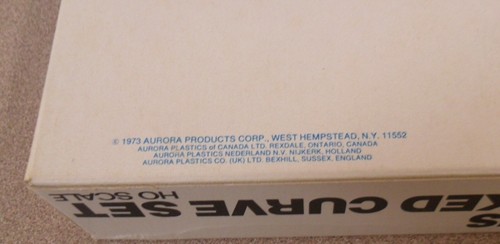 © 1973 AURORA PRODUCTS CORP., WEST HEMPSTEAD, N.Y. 11552
AURORA PLASTICS of CANADA LTD. REXDALE, ONTARIO, CANADA
AURORA PLASTICS NEDERLAND N.V. NIJKERK, HOLLAND
AURORA PLASTICS CO. (UK) LTD. BEXHILL, SUSSEX, ENGLAND
KED CURVE SET
HO SCALE